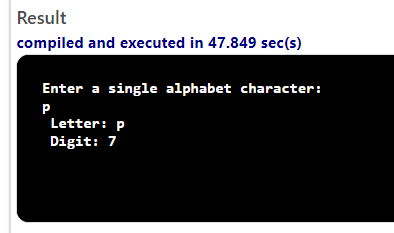 Result
compiled and executed in 47.849 sec(s)
Enter a single alphabet character:
p
Letter: p
Digit: 7